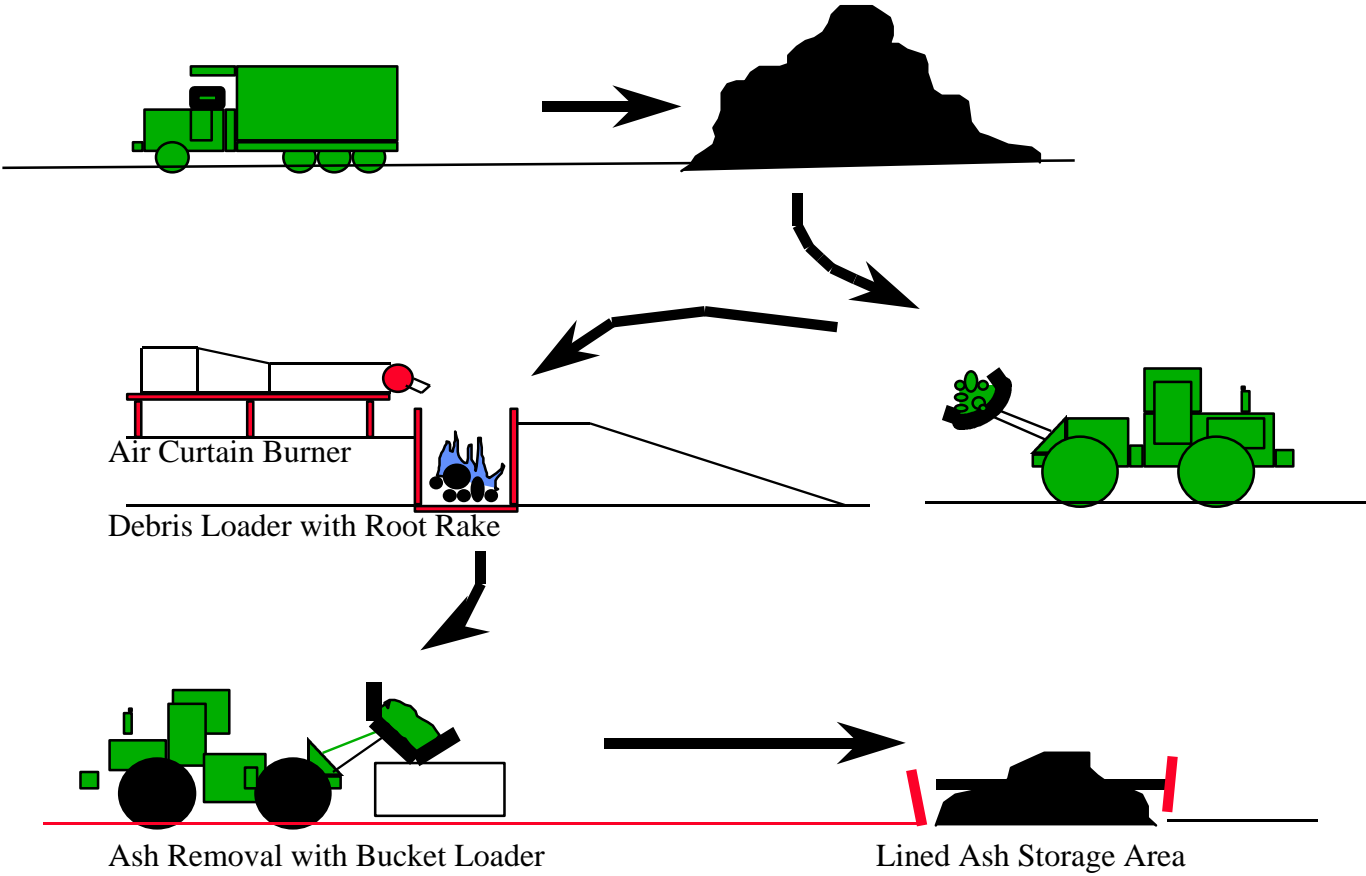 Air Curtain Burner
Debris Loader with Root Rake
Ash Removal with Bucket Loader
Lined Ash Storage Area